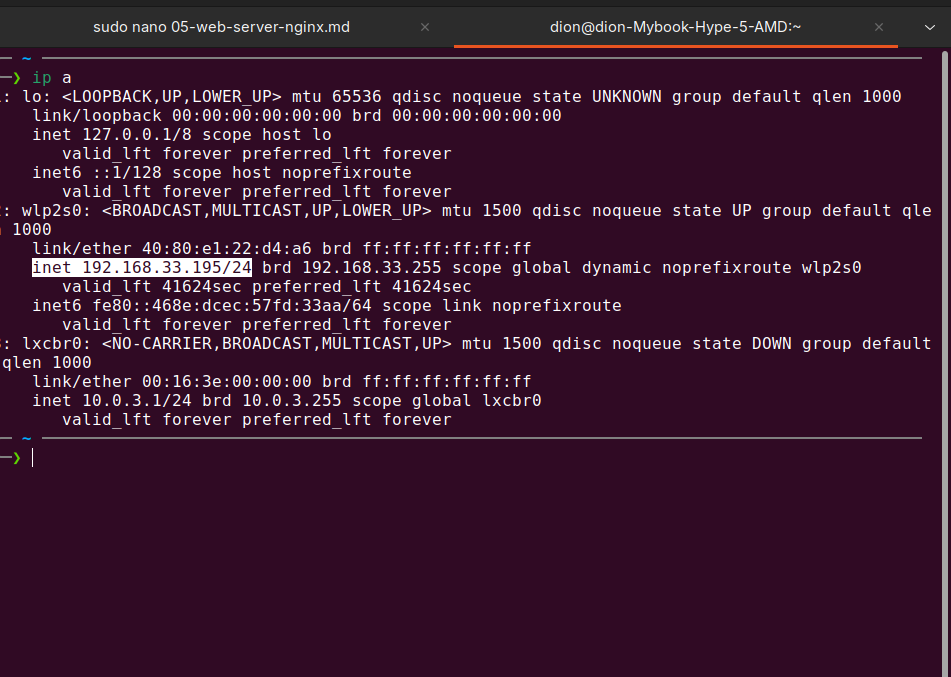 sudo nano 05-web-server-nginx.md
dion@dion-Mybook-Hype-5-AMD:~
~
❯ ip a
: lo: <LOOPBACK,UP,LOWER_UP> mtu 65536 qdisc noqueue state UNKNOWN group default qlen 1000
link/loopback 00:00:00:00:00:00 brd 00:00:00:00:00:00
inet 127.0.0.1/8 scope host lo
valid_lft forever preferred_lft forever
inet6 ::1/128 scope host noprefixroute
valid_lft forever preferred_lft forever
: wlp2s0: <BROADCAST,MULTICAST,UP,LOWER_UP> mtu 1500 qdisc noqueue state UP group default qle
n 1000
link/ether 40:80:e1:22:d4:a6 brd ff:ff:ff:ff:ff:ff
inet 192.168.33.195/24 brd 192.168.33.255 scope global dynamic noprefixroute wlp2s0
valid_lft 41624sec preferred_lft 41624sec
inet6 fe80::468e:dcec:57fd:33aa/64 scope link noprefixroute
valid_lft forever preferred_lft forever
: lxcbr0: <NO-CARRIER,BROADCAST,MULTICAST,UP> mtu 1500 qdisc noqueue state DOWN group default
qlen 1000
link/ether 00:16:3e:00:00:00 brd ff:ff:ff:ff:ff:ff
inet 10.0.3.1/24 brd 10.0.3.255 scope global lxcbr0
valid_lft forever preferred_lft forever
~
❯